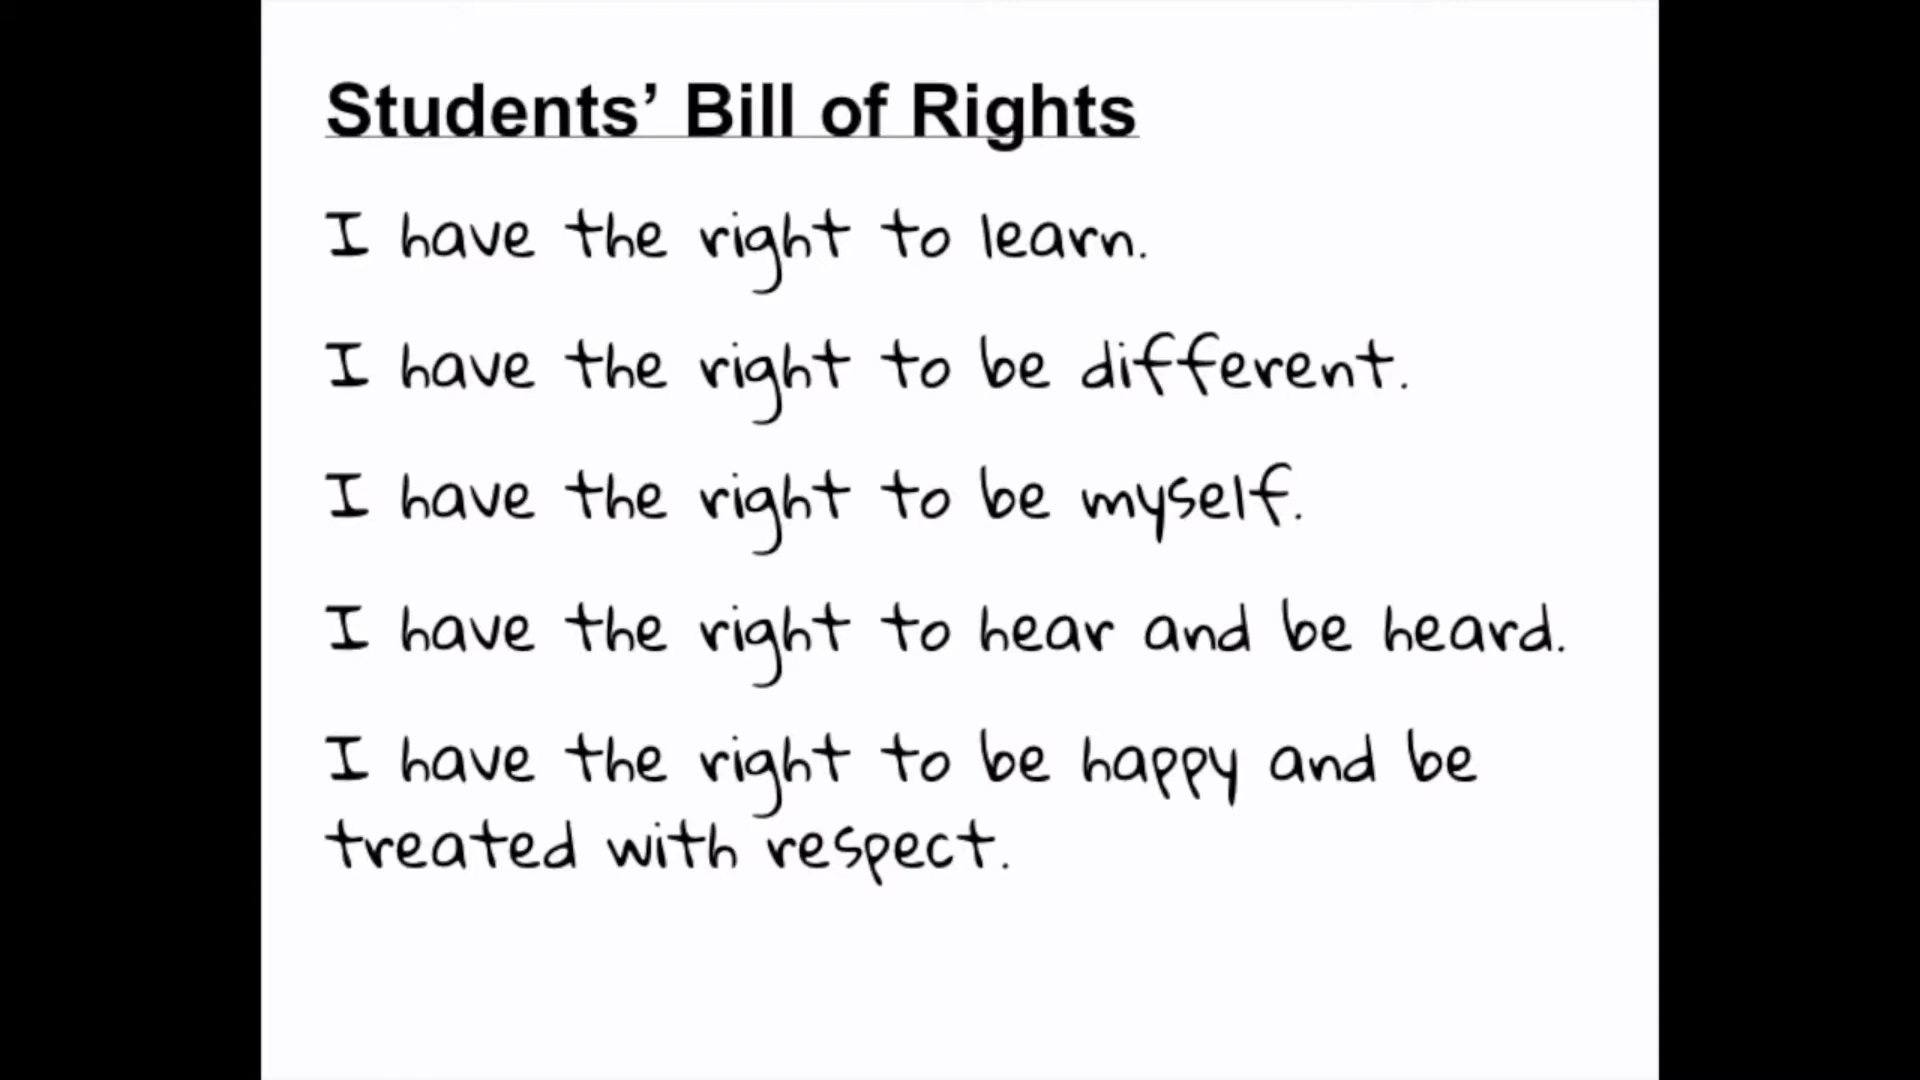 Students’ Bill of Rights
I have the right to learn.
I have the right to be different.
I have the right to be myself.
I have the right to hear and be heard.
I have the right to be happy and be
treated with respect.